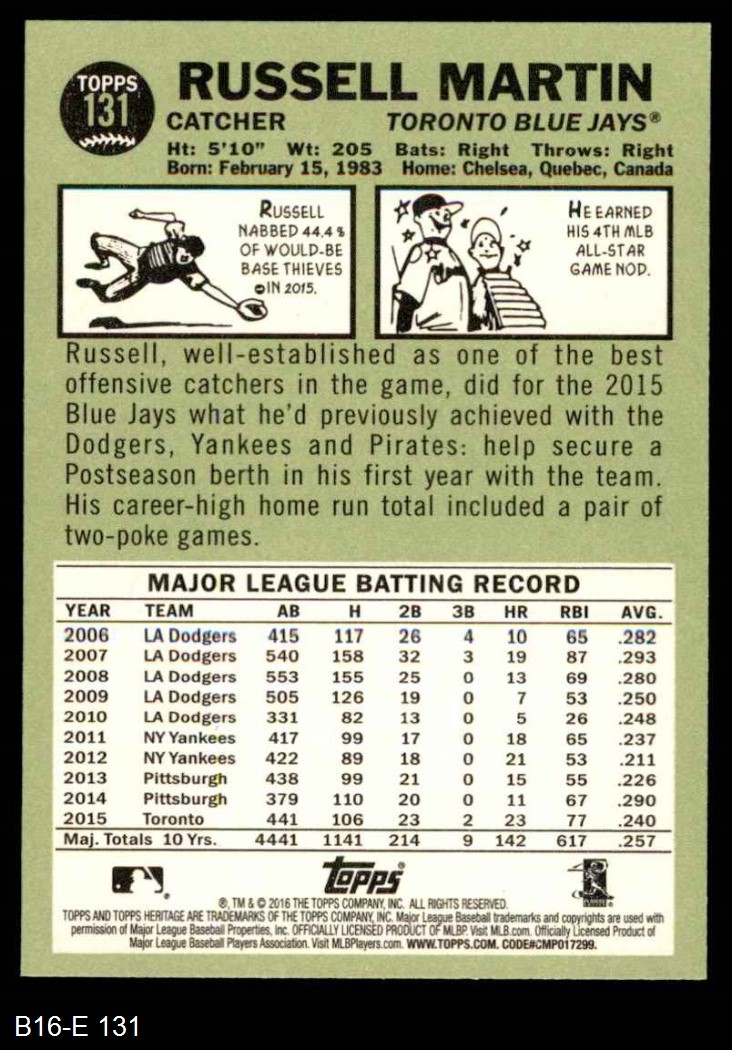 TOPPS
131
RUSSELL MARTIN
CATCHER TORONTO BLUE JAYS®
Ht: 5'10" Wt: 205 Bats: Right Throws: Right
Born: February 15, 1983 Home: Chelsea, Quebec, Canada
RUSSELL
NABBED 44.4%
OF WOULD-BE
BASE THIEVES
IN 2015.
HE EARNED
HIS 4TH MLB
ALL-STAR
GAME NOD.
Russell, well-established as one of the best
offensive catchers in the game, did for the 2015
Blue Jays what he'd previously achieved with the
Dodgers, Yankees and Pirates: help secure a
Postseason berth in his first year with the team.
His career-high home run total included a pair of
two-poke games.
MAJOR LEAGUE BATTING RECORD
YEAR TEAM AB H 2B 3B HR RBI AVG.
2006 LA Dodgers 415 117 26 4 10 65 .282
2007 LA Dodgers 540 158 32 3 19 87 .293
2008 LA Dodgers 553 155 25 0 13 69 .280
2009 LA Dodgers 505 126 19 0 7 53 .250
2010 LA Dodgers 331 82 13 0 5 26 .248
2011 NY Yankees 417 99 17 0 18 65 .237
2012 NY Yankees 422 89 18 0 21 53 .211
2013 Pittsburgh 438 99 21 0 15 55 .226
2014 Pittsburgh 379 110 20 0 11 67 .290
2015 Toronto 441 106 23 2 23 77 .240
Maj. Totals 10 Yrs. 4441 1141 214 9 142 617 .257
topps®
®, TM & © 2016 THE TOPPS COMPANY, INC. ALL RIGHTS RESERVED.
TOPPS AND TOPPS HERITAGE ARE TRADEMARKS OF THE TOPPS COMPANY, INC. Major League Baseball trademarks and copyrights are used with
permission of Major League Baseball Properties, Inc. OFFICIALLY LICENSED PRODUCT OF MLBP. Visit MLB.com. Officially Licensed Product of
Major League Baseball Players Association. Visit MLBPlayers.com. WWW.TOPPS.COM. CODE#CMP017299.
B16-E 131